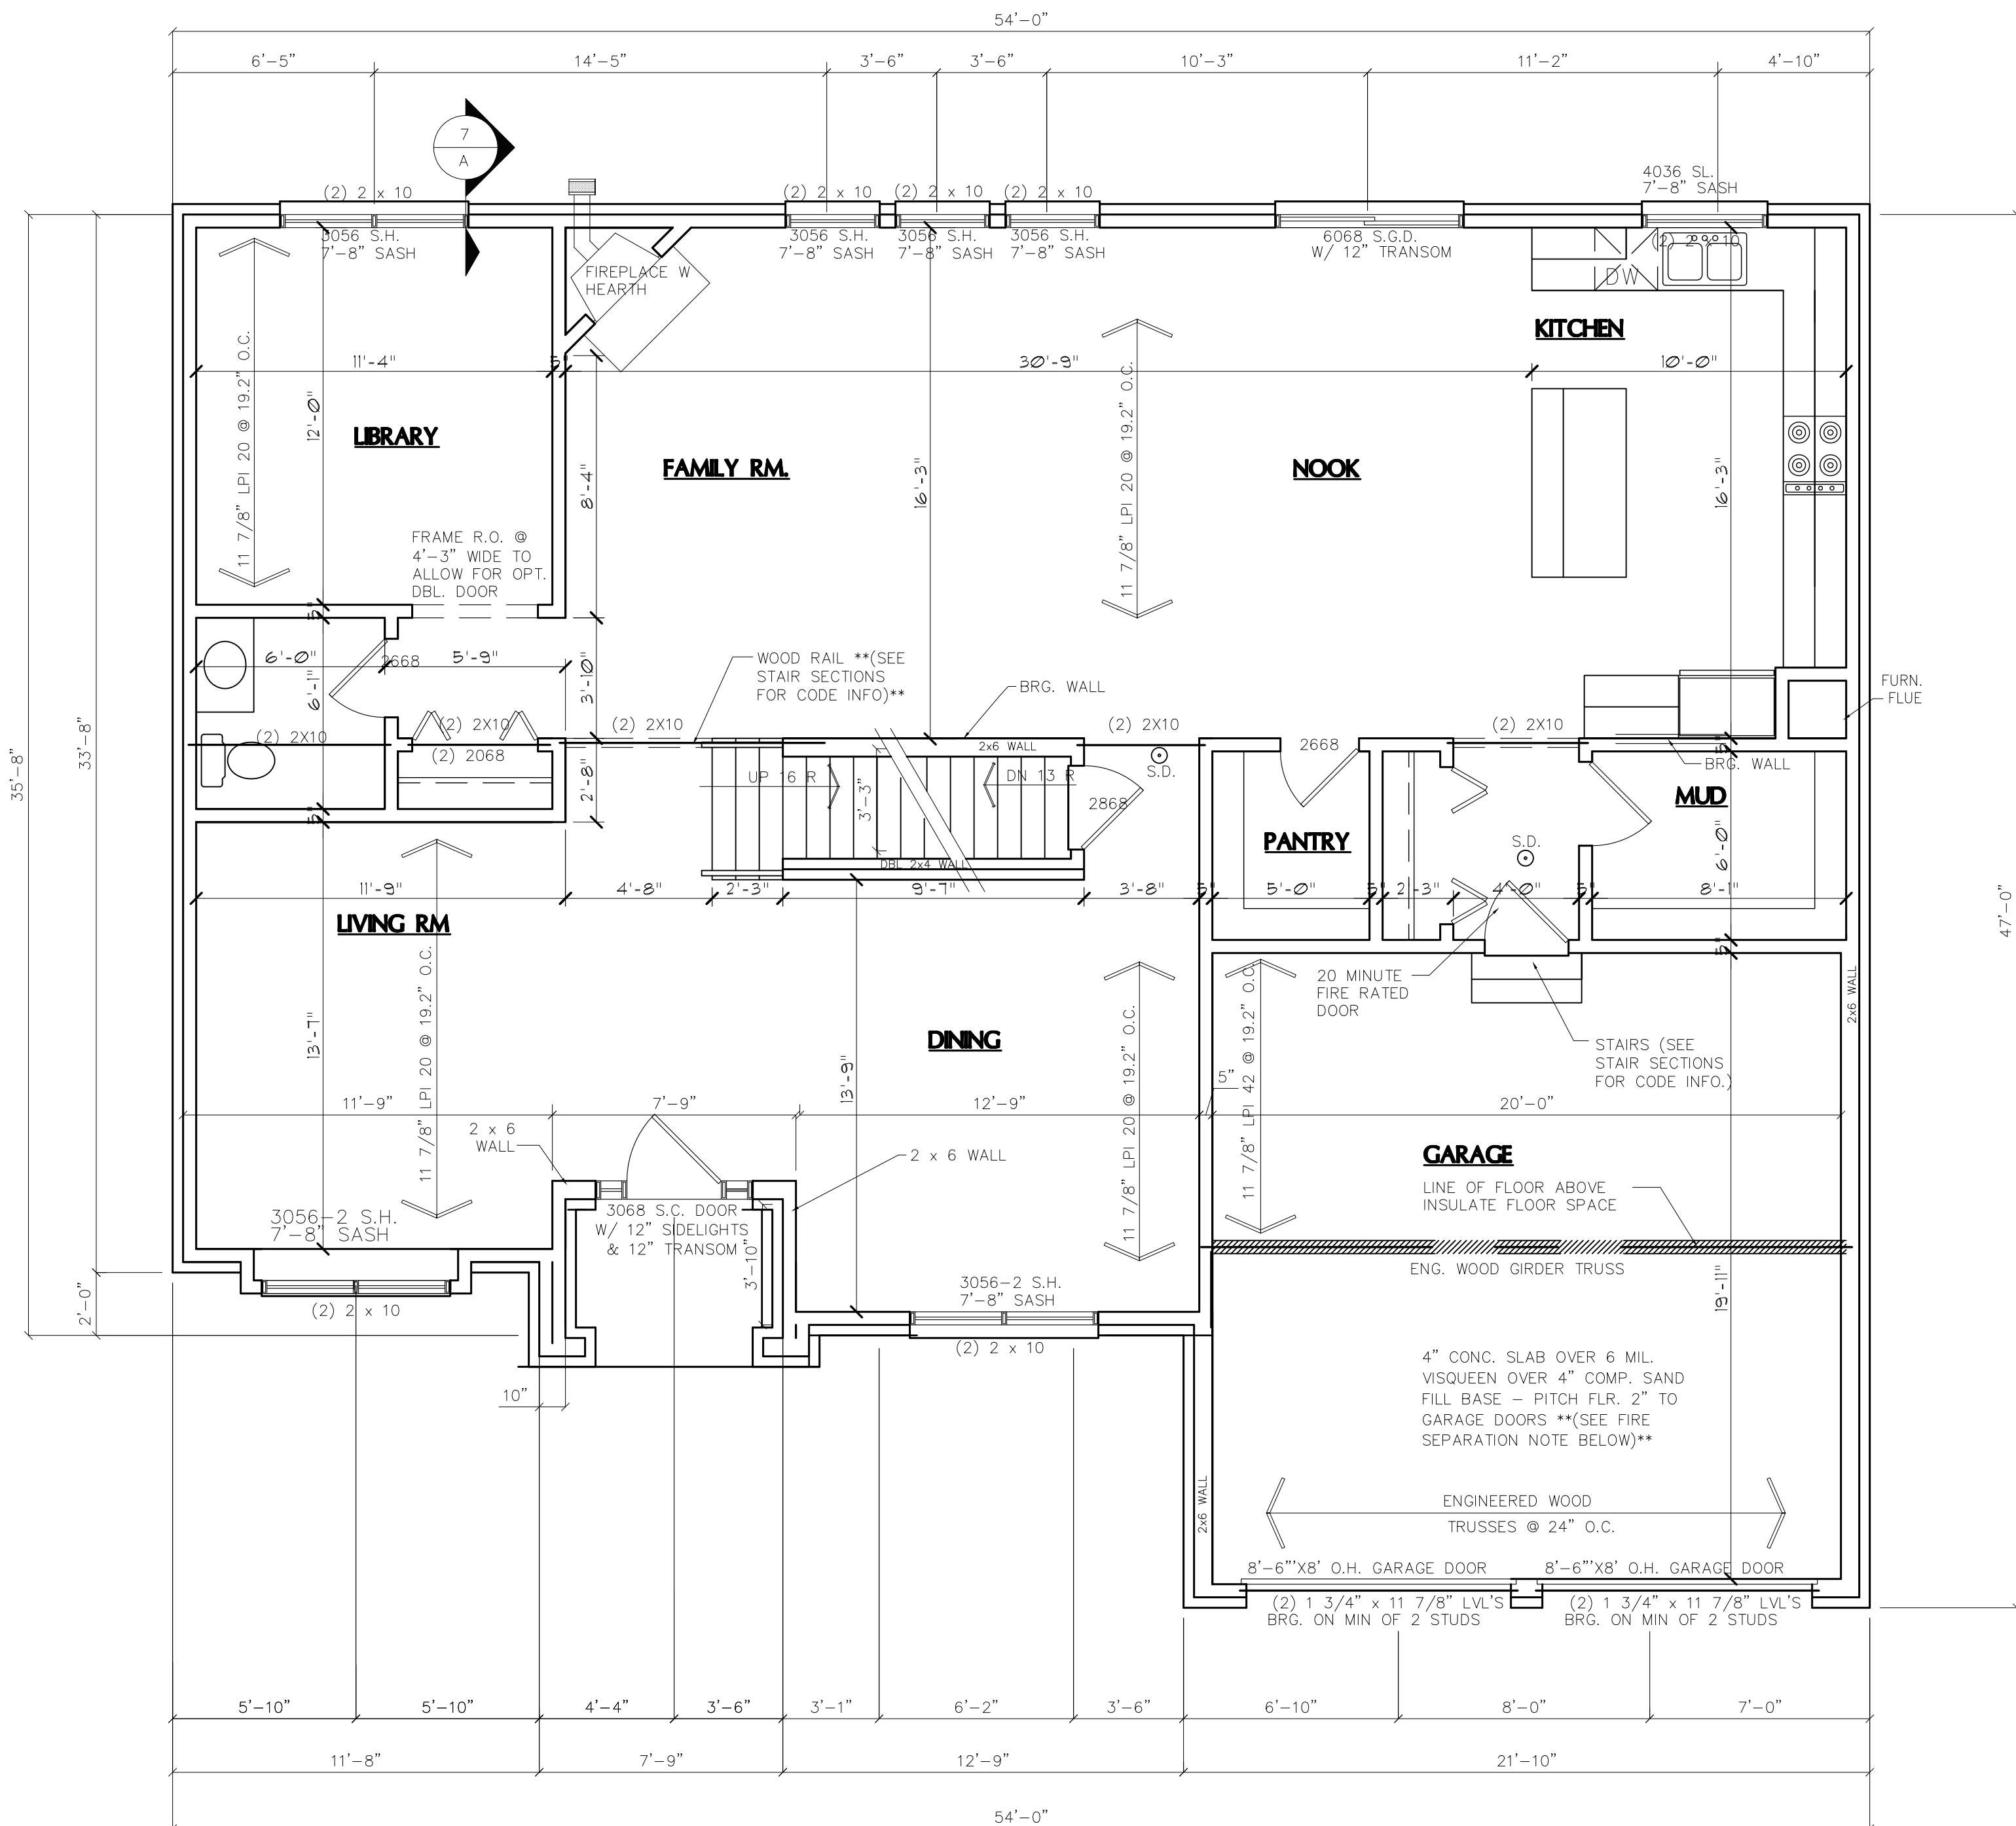 54'-0"
6'-5" 14'-5" 3'-6" 3'-6" 10'-3" 11'-2" 4'-10"
7
A
4036 SL.
7'-8" SASH
(2) 2 x 10
(2) 2 x 10
(2) 2 x 10
(2) 2 x 10
3056 S.H.
7'-8" SASH
3056 S.H.
7'-8" SASH
3056 S.H.
7'-8" SASH
3056 S.H.
7'-8" SASH
6068 S.G.D.
W/ 12" TRANSOM
(2) 2 x 10
FIREPLACE W
HEARTH
DW
KITCHEN
11'-4" 5" 30'-9" 10'-0"
11 7/8" LPI 20 @ 19.2" O.C.
12'-0"
LIBRARY
8'-4"
FAMILY RM.
16'-3"
11 7/8" LPI 20 @ 19.2" O.C.
NOOK
16'-3"
FRAME R.O. @
4'-3" WIDE TO
ALLOW FOR OPT.
DBL. DOOR
35'-8"
33'-8"
47'-0"
5"
6'-0" 2668 5'-9"
6'-1"
3'-10"
WOOD RAIL **(SEE
STAIR SECTIONS
FOR CODE INFO)**
BRG. WALL
FURN.
FLUE
(2) 2X10
(2) 2X10
(2) 2068
(2) 2X10
2x6 WALL
(2) 2X10
S.D.
2668
(2) 2X10
5"
BRG. WALL
2'-8"
UP 16 R
3'-3"
DN 13 R
2868
MUD
PANTRY
S.D.
6'-0"
5"
DBL 2x4 WALL
11'-9" 4'-8" 2'-3" 9'-7" 3'-8" 5" 5'-0" 5" 2'-3" 4'-0" 5" 8'-1"
LIVING RM
11 7/8" LPI 20 @ 19.2" O.C.
5"
13'-7"
DINING
13'-9"
11 7/8" LPI 20 @ 19.2" O.C.
11 7/8" LPI 42 @ 19.2" O.C.
20 MINUTE
FIRE RATED
DOOR
2x6 WALL
STAIRS (SEE
STAIR SECTIONS
FOR CODE INFO.)
5"
11'-9" 7'-9" 12'-9" 20'-0"
2 x 6
WALL
2 x 6 WALL
GARAGE
LINE OF FLOOR ABOVE
INSULATE FLOOR SPACE
3056-2 S.H.
7'-8" SASH
3068 S.C. DOOR
W/ 12" SIDELIGHTS
& 12" TRANSOM
3'-10"
ENG. WOOD GIRDER TRUSS
19'-11"
3056-2 S.H.
7'-8" SASH
2'-0"
(2) 2 x 10
(2) 2 x 10
10"
4" CONC. SLAB OVER 6 MIL.
VISQUEEN OVER 4" COMP. SAND
FILL BASE – PITCH FLR. 2" TO
GARAGE DOORS **(SEE FIRE
SEPARATION NOTE BELOW)**
2x6 WALL
ENGINEERED WOOD
TRUSSES @ 24" O.C.
8'-6"'X8' O.H. GARAGE DOOR
8'-6"'X8' O.H. GARAGE DOOR
(2) 1 3/4" x 11 7/8" LVL'S
BRG. ON MIN OF 2 STUDS
(2) 1 3/4" x 11 7/8" LVL'S
BRG. ON MIN OF 2 STUDS
5'-10" 5'-10" 4'-4" 3'-6" 3'-1" 6'-2" 3'-6" 6'-10" 8'-0" 7'-0"
11'-8" 7'-9" 12'-9" 21'-10"
54'-0"